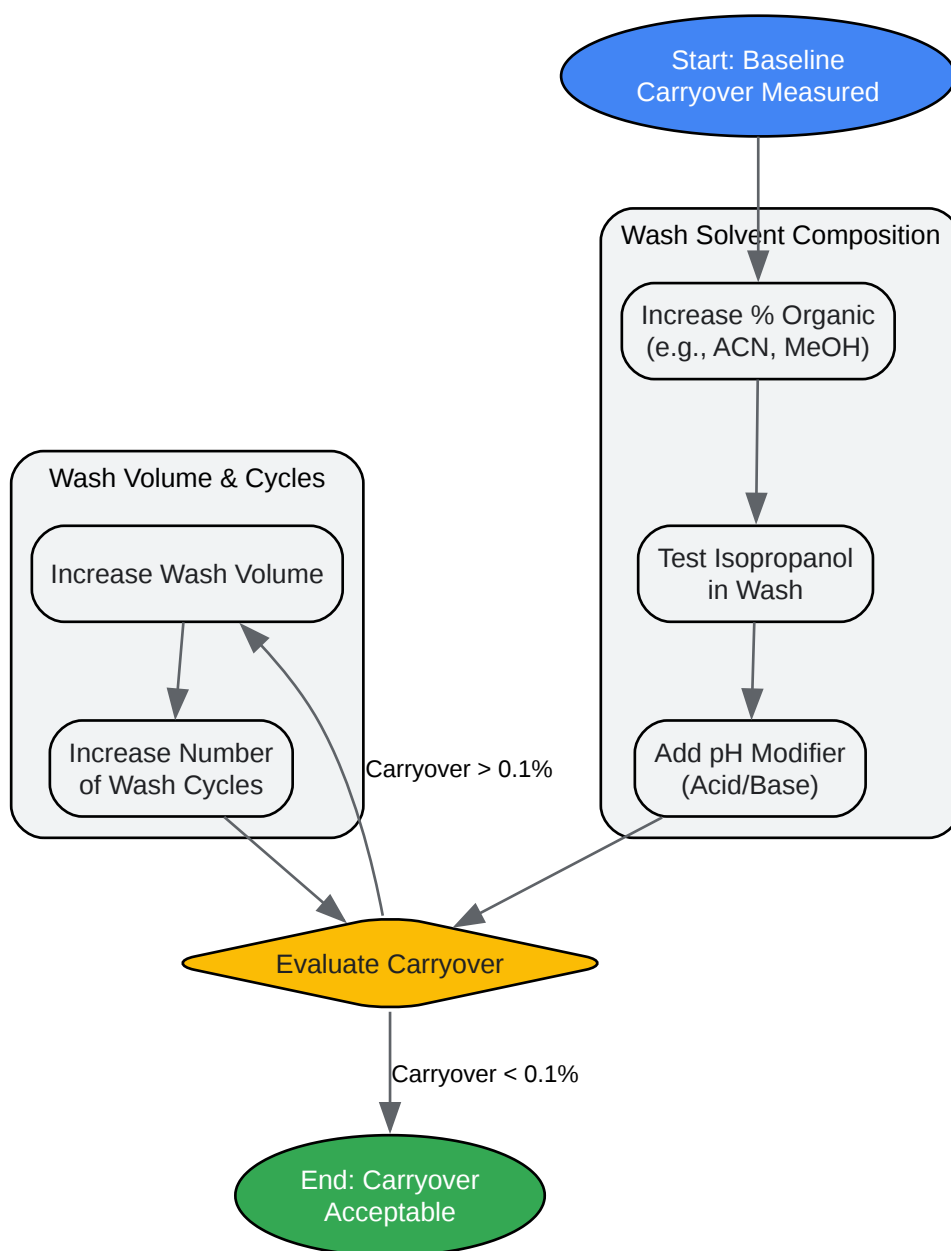 Start: Baseline
Carryover Measured
Wash Solvent Composition
Increase % Organic
(e.g., ACN, MeOH)
Test Isopropanol
in Wash
Add pH Modifier
(Acid/Base)
Wash Volume & Cycles
Increase Wash Volume
Increase Number
of Wash Cycles
Carryover > 0.1%
Evaluate Carryover
Carryover < 0.1%
End: Carryover
Acceptable